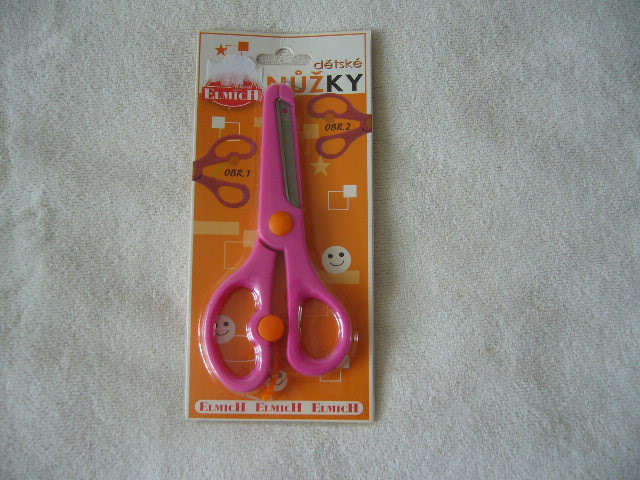 dětské
NŮŽKY
ELMICH
OBR.2
OBR.1
ELMICH ELMICH ELMICH